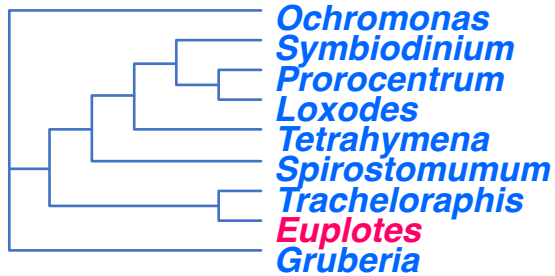 Ochromonas
Symbiodinium
Prorocentrum
Loxodes
Tetrahymena
Spirostomumum
Tracheloraphis
Euplotes
Gruberia